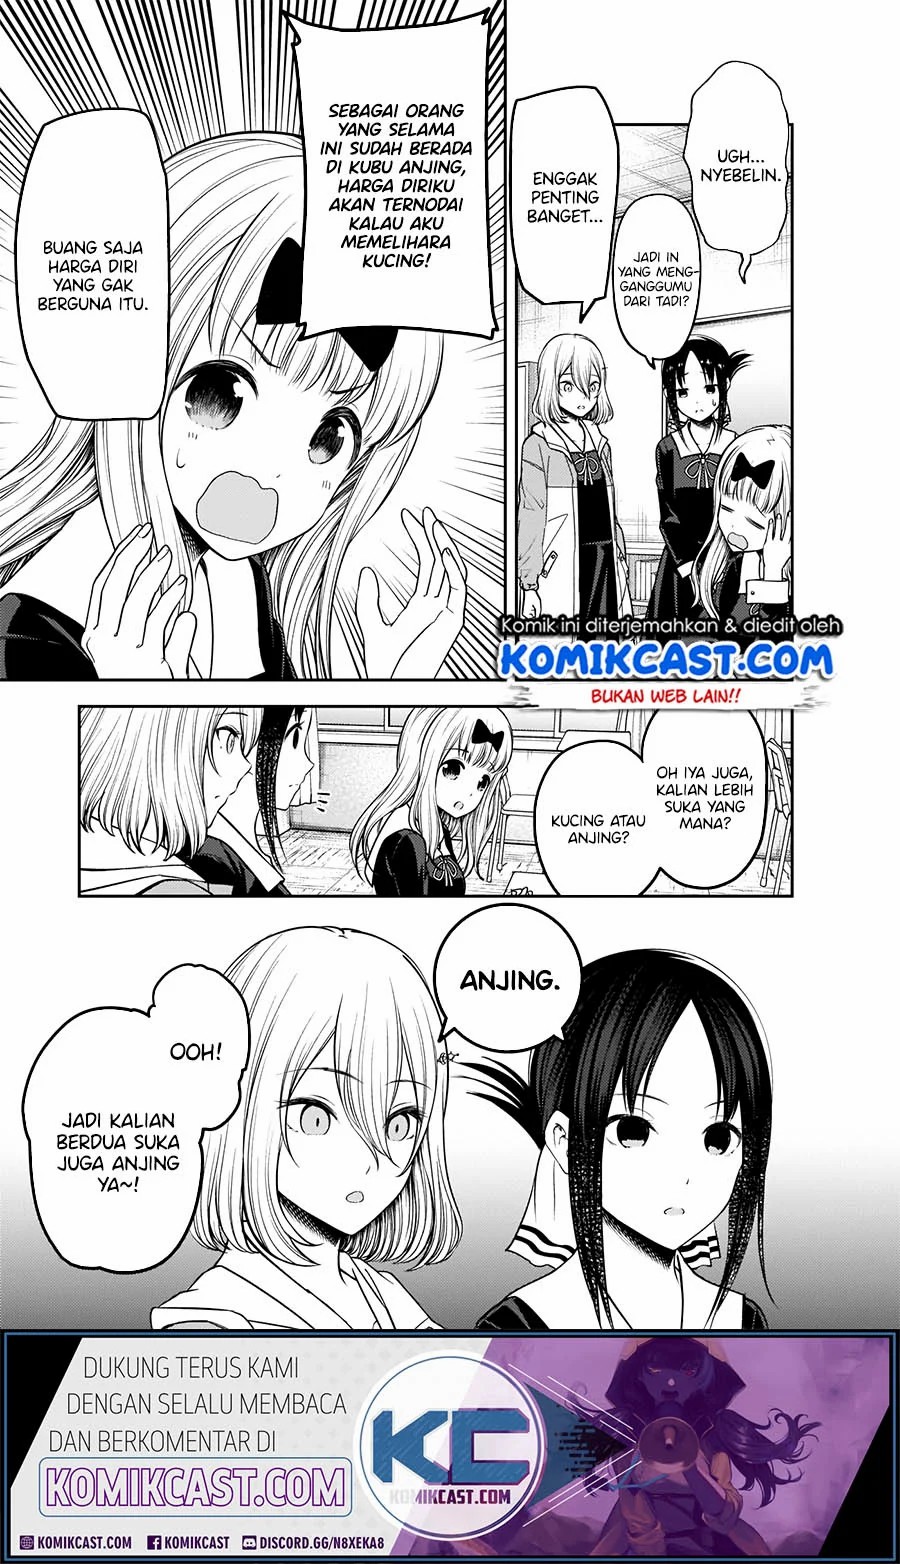 UGH...
NYEBELIN.
JADI IN
YANG MENG-
GANGGUMU
DARI TADI?
ENGGAK
PENTING
BANGET...
SEBAGAI ORANG
YANG SELAMA
INI SUDAH BERADA
DI KUBU ANJING,
HARGA DIRIKU
AKAN TERNODAI
KALAU AKU
MEMELIHARA
KUCING!
BUANG SAJA
HARGA DIRI
YANG GAK
BERGUNA ITU.
Komik ini diterjemahkan & diedit oleh
KOMIKCAST.COM
BUKAN WEB LAIN!!
OH IYA JUGA,
KALIAN LEBIH
SUKA YANG
MANA?
KUCING ATAU
ANJING?
ANJING.
OOH!
JADI KALIAN
BERDUA SUKA
JUGA ANJING
YA~!
DUKUNG TERUS KAMI
DENGAN SELALU MEMBACA
DAN BERKOMENTAR DI
KOMIKCAST.COM
KC
KOMIKCAST.COM
KOMIKCAST.COM
KOMIKCAST
DISCORD.GG/N8XEKA8